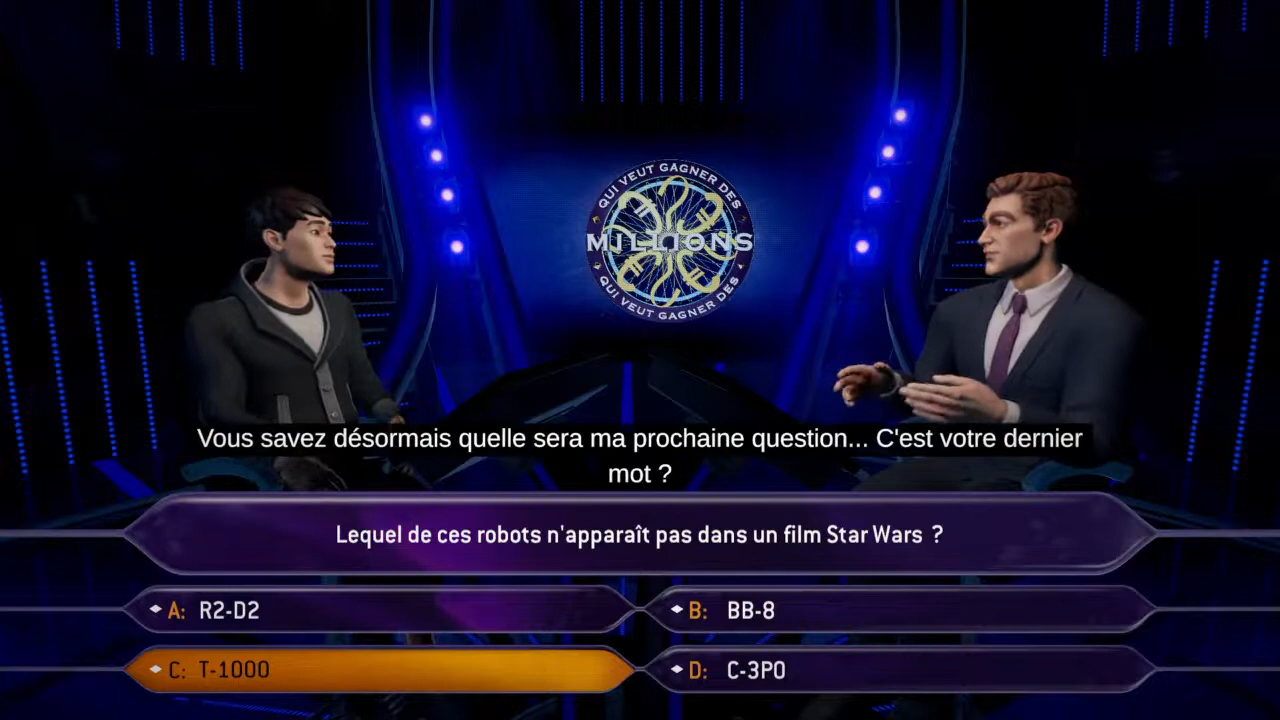 QUI VEUT GAGNER DES
MILLIONS
QUI VEUT GAGNER DES
Vous savez désormais quelle sera ma prochaine question... C'est votre dernier
mot ?
Lequel de ces robots n'apparaît pas dans un film Star Wars ?
A: R2-D2
B: BB-8
C: T-1000
D: C-3PO